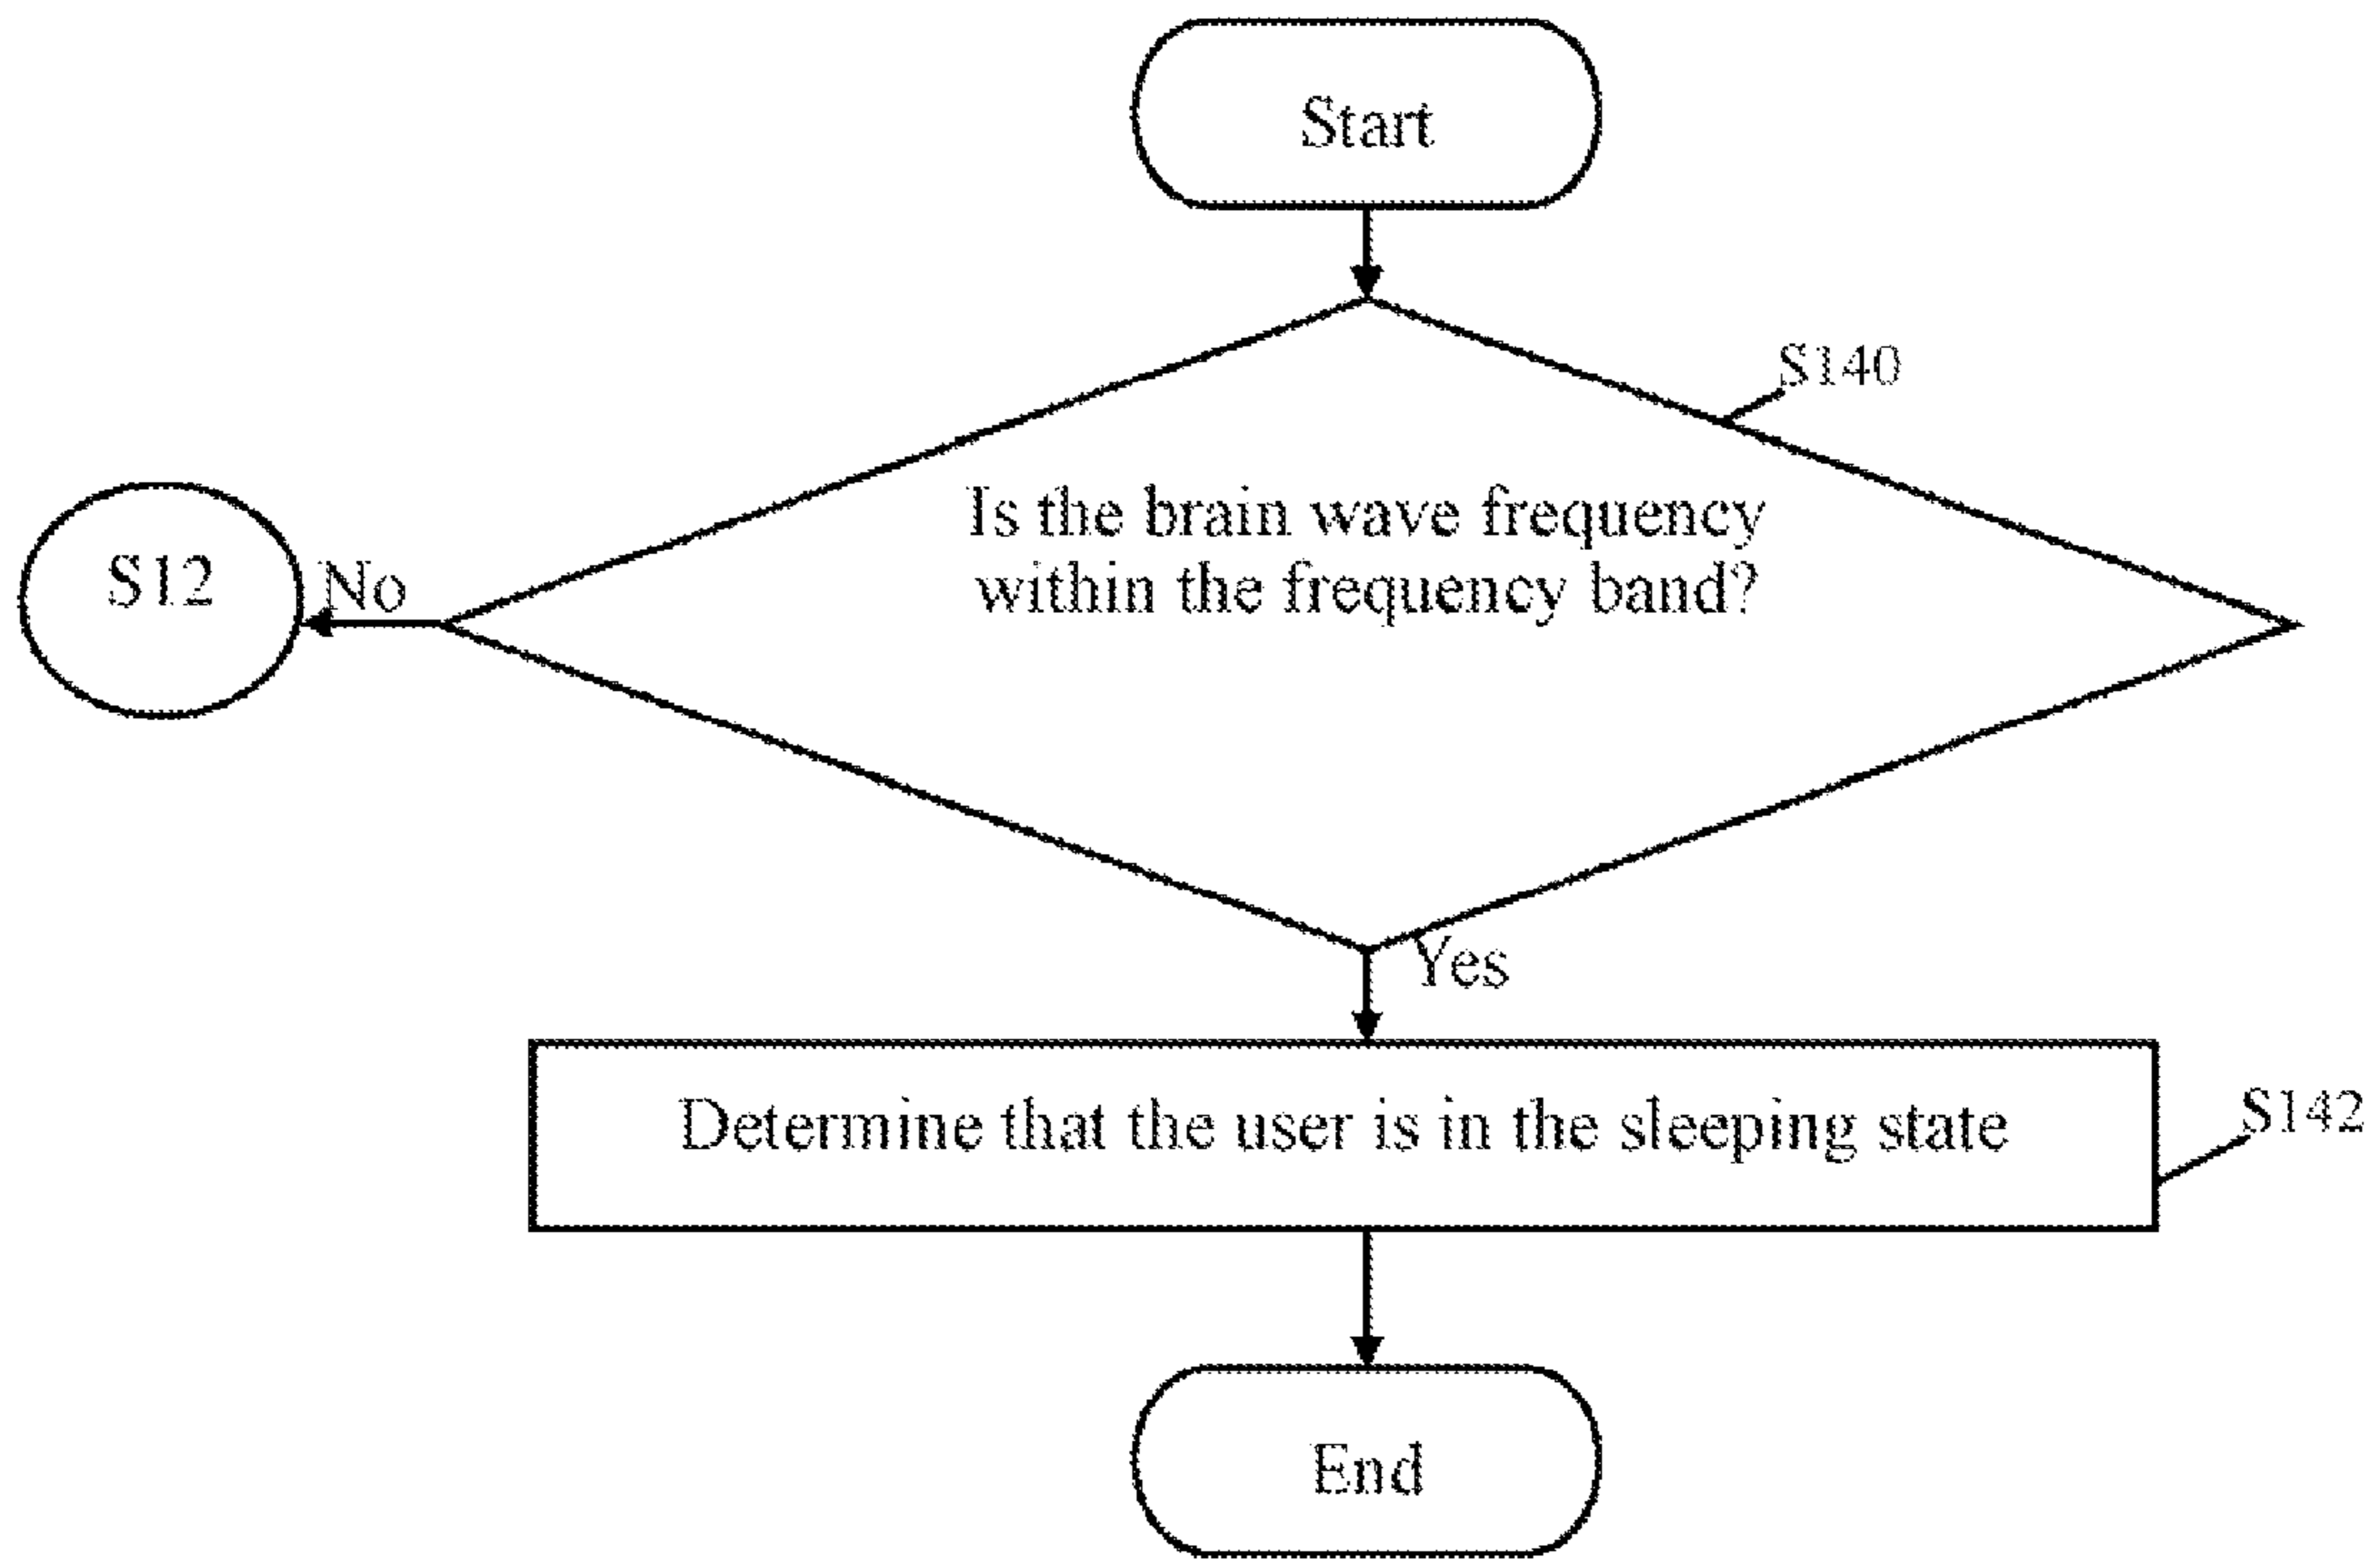 Start
S140
Is the brain wave frequency
within the frequency band?
S12
No
Yes
Determine that the user is in the sleeping state
S142
End